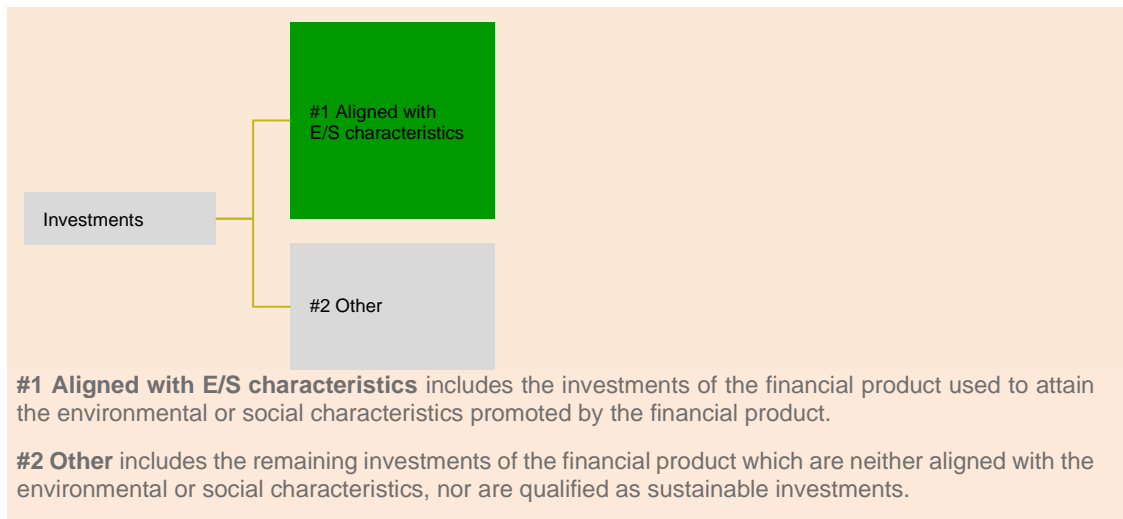 #1 Aligned with
E/S characteristics
Investments
#2 Other
#1 Aligned with E/S characteristics includes the investments of the financial product used to attain
the environmental or social characteristics promoted by the financial product.
#2 Other includes the remaining investments of the financial product which are neither aligned with the
environmental or social characteristics, nor are qualified as sustainable investments.